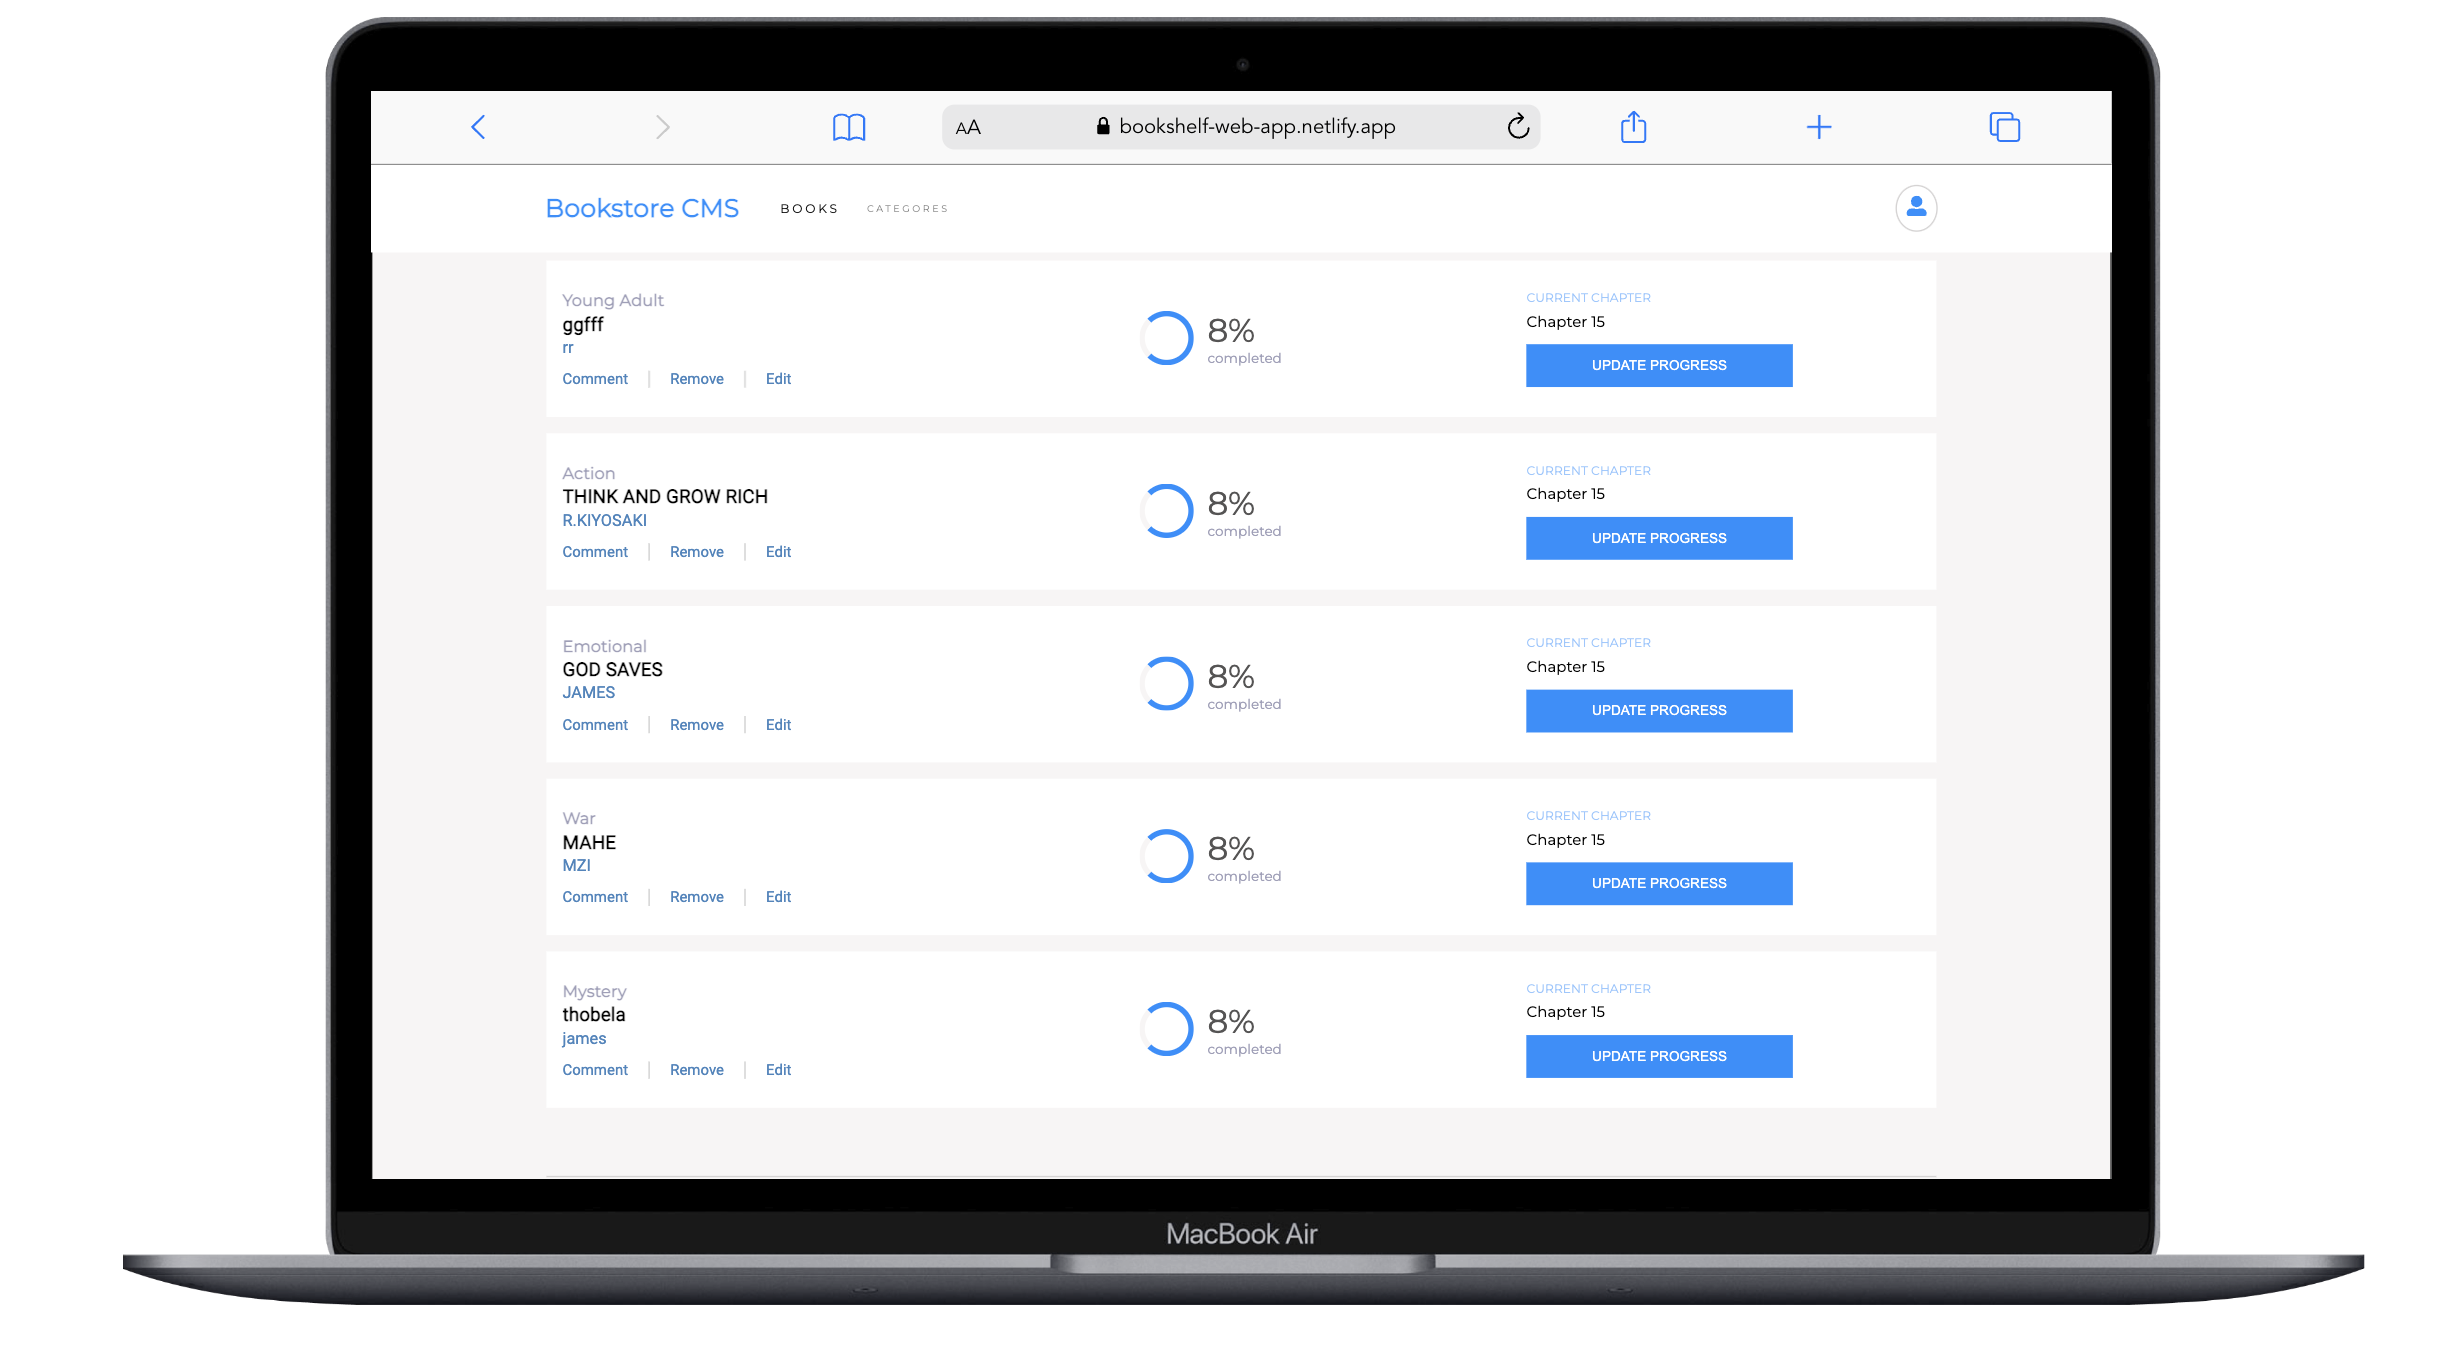 AA bookshelf-web-app.netlify.app
Bookstore CMS BOOKS CATEGORES
Young Adult
ggfff
rr
Comment Remove Edit
8%
completed
CURRENT CHAPTER
Chapter 15
UPDATE PROGRESS
Action
THINK AND GROW RICH
R.KIYOSAKI
Comment Remove Edit
8%
completed
CURRENT CHAPTER
Chapter 15
UPDATE PROGRESS
Emotional
GOD SAVES
JAMES
Comment Remove Edit
8%
completed
CURRENT CHAPTER
Chapter 15
UPDATE PROGRESS
War
MAHE
MZI
Comment Remove Edit
8%
completed
CURRENT CHAPTER
Chapter 15
UPDATE PROGRESS
Mystery
thobela
james
Comment Remove Edit
8%
completed
CURRENT CHAPTER
Chapter 15
UPDATE PROGRESS
MacBook Air